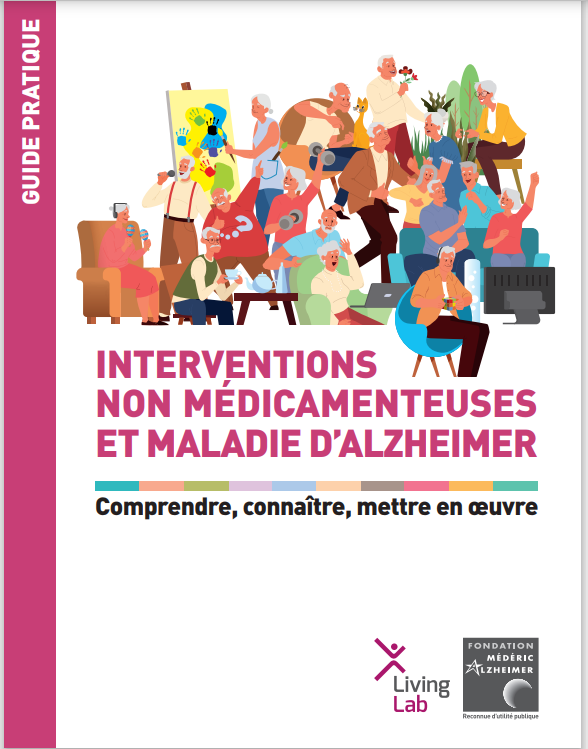 GUIDE PRATIQUE
INTERVENTIONS
NON MÉDICAMENTEUSES
ET MALADIE D'ALZHEIMER
Comprendre, connaître, mettre en œuvre
Living
Lab
FONDATION
MÉDÉRIC
ALZHEIMER
Reconnue d'utilité publique